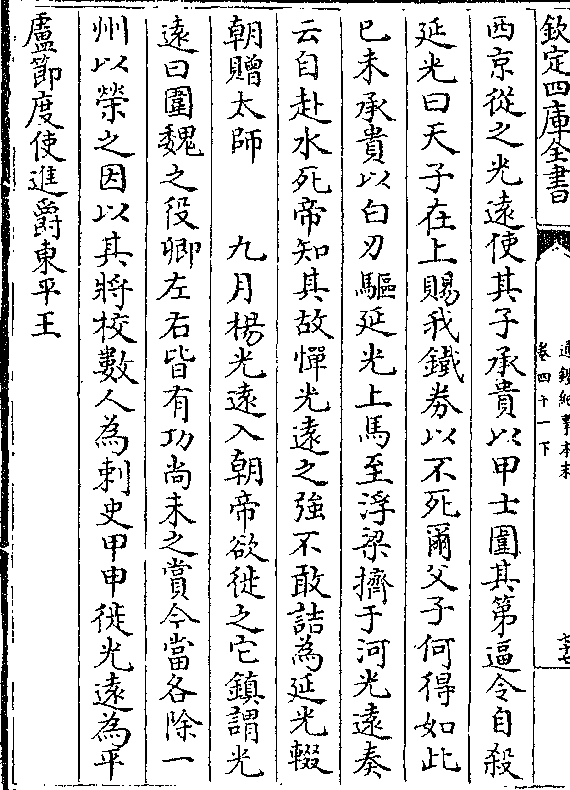 欽定四庫全書
通鑑紀事本末
卷四十一下
西京從之光遠使其子承貴以甲士圍其第逼令自殺
延光曰天子在上賜我鐵券以不死爾父子何得如此
已未承貴以白刃驅延光上馬至浮梁擠于河光遠奏
云自赴水死帝知其故憚光遠之強不敢詰為延光輟
朝贈太師　九月楊光遠入朝帝欲徙之它鎮謂光
遠曰圍魏之役卿左右皆有功尚未之賞今當各除一
州以榮之因以其將校數人為刺史甲申徙光遠為平
盧節度使進爵東平王